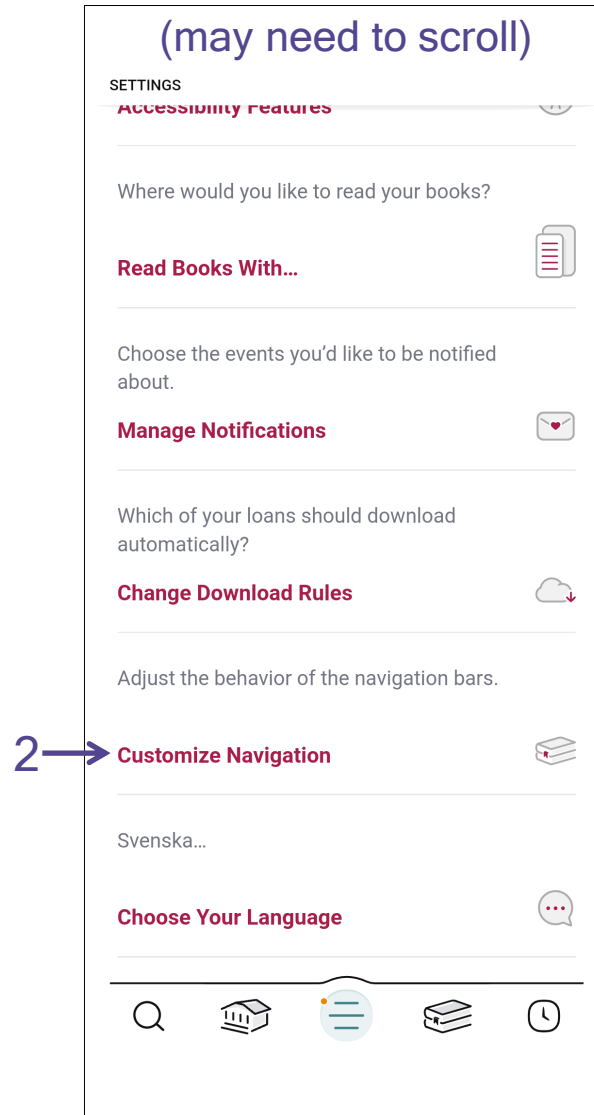 (may need to scroll)
SETTINGS
Accessibility Features
Where would you like to read your books?
Read Books With…
Choose the events you’d like to be notified
about.
Manage Notifications
Which of your loans should download
automatically?
Change Download Rules
Adjust the behavior of the navigation bars.
2
Customize Navigation
Svenska…
Choose Your Language